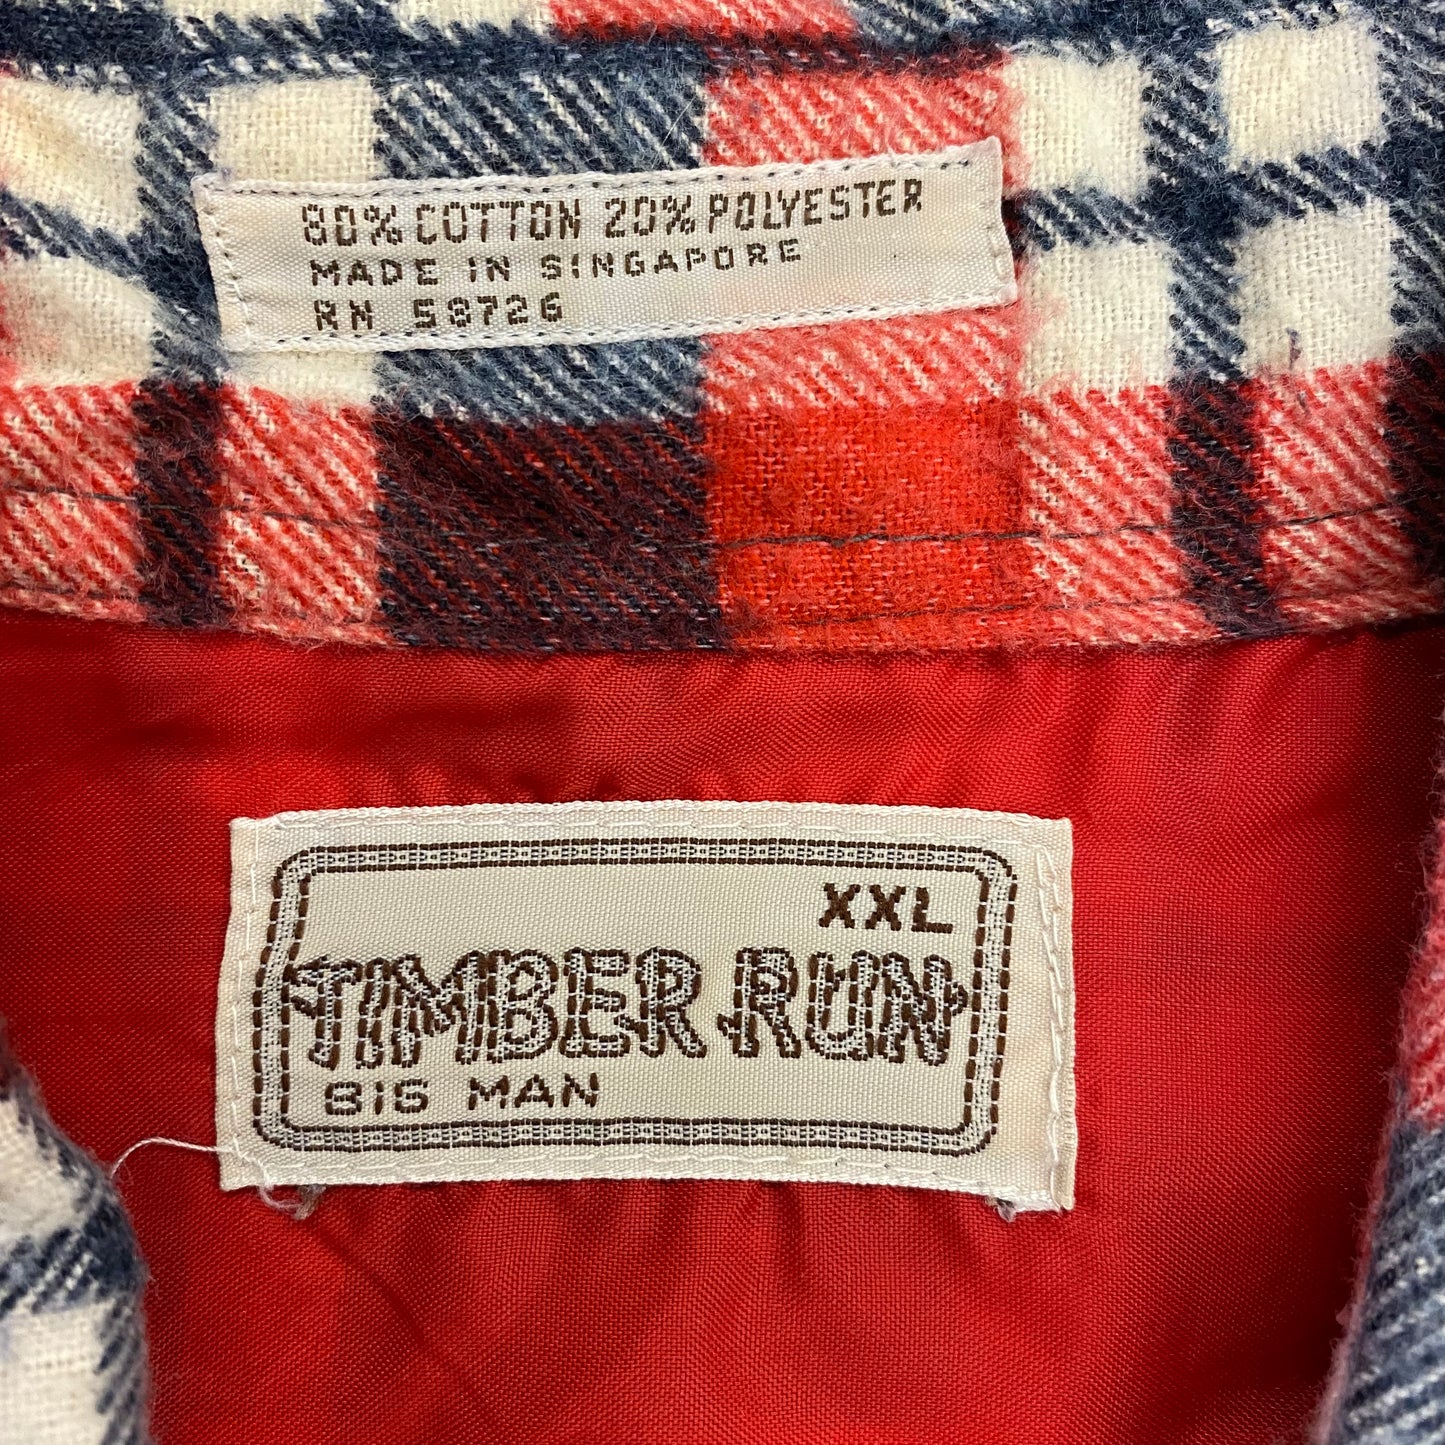 80% COTTON 20% POLYESTER
MADE IN SINGAPORE
RN 58726
XXL
TIMBER RUN
BIG MAN